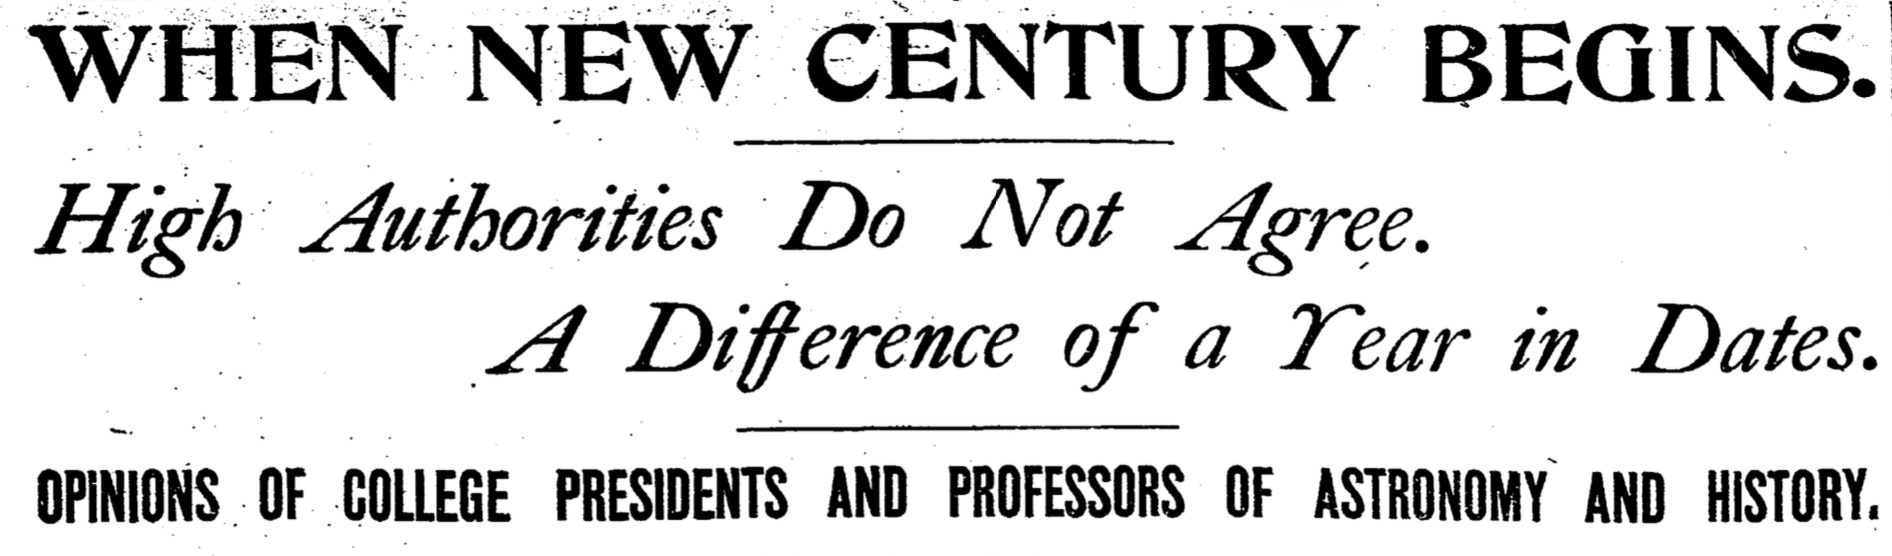 WHEN NEW CENTURY BEGINS.
High Authorities Do Not Agree.
A Difference of a Year in Dates.
OPINIONS OF COLLEGE PRESIDENTS AND PROFESSORS OF ASTRONOMY AND HISTORY.